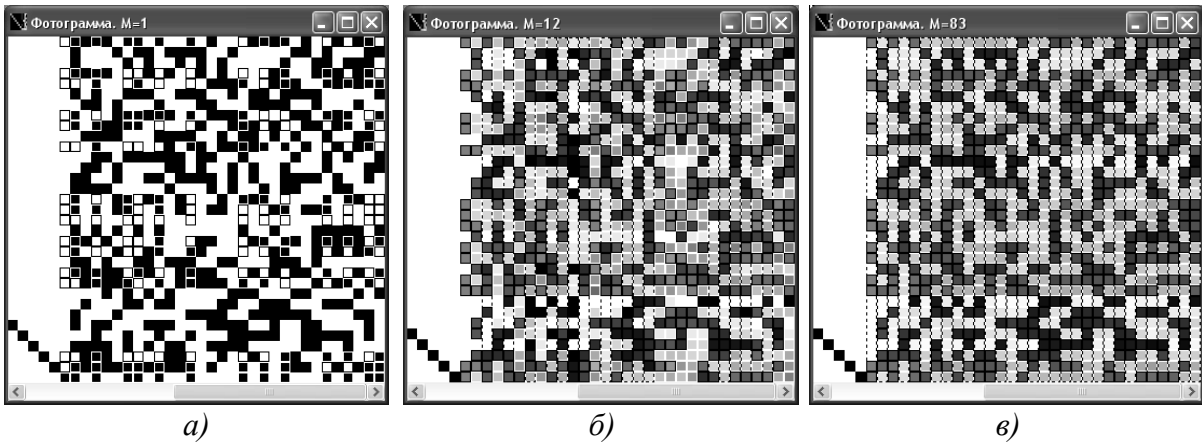 Фотограмма. M=1
Фотограмма. M=12
Фотограмма. M=83
а)
б)
в)